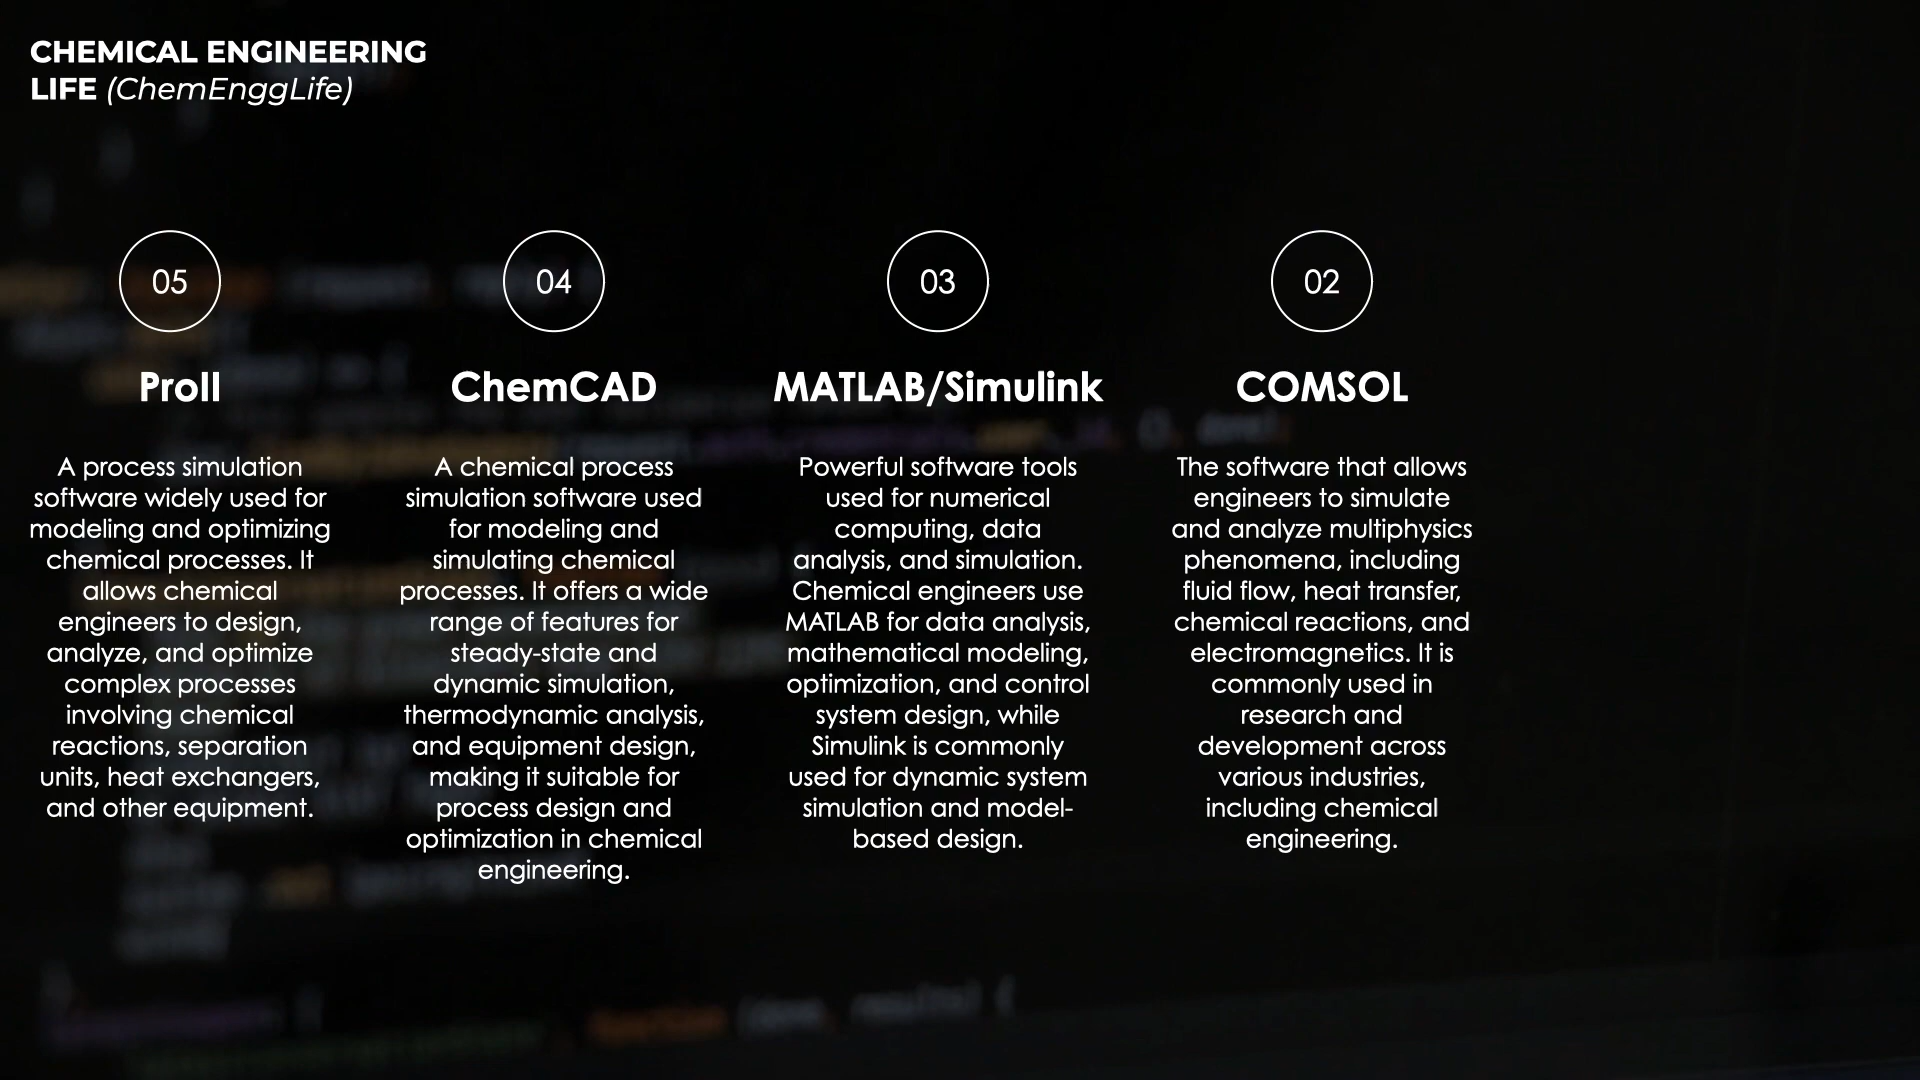 CHEMICAL ENGINEERING
LIFE (ChemEnggLife)
05
ProII
A process simulation
software widely used for
modeling and optimizing
chemical processes. It
allows chemical
engineers to design,
analyze, and optimize
complex processes
involving chemical
reactions, separation
units, heat exchangers,
and other equipment.
04
ChemCAD
A chemical process
simulation software used
for modeling and
simulating chemical
processes. It offers a wide
range of features for
steady-state and
dynamic simulation,
thermodynamic analysis,
and equipment design,
making it suitable for
process design and
optimization in chemical
engineering.
03
MATLAB/Simulink
Powerful software tools
used for numerical
computing, data
analysis, and simulation.
Chemical engineers use
MATLAB for data analysis,
mathematical modeling,
optimization, and control
system design, while
Simulink is commonly
used for dynamic system
simulation and model-
based design.
02
COMSOL
The software that allows
engineers to simulate
and analyze multiphysics
phenomena, including
fluid flow, heat transfer,
chemical reactions, and
electromagnetics. It is
commonly used in
research and
development across
various industries,
including chemical
engineering.